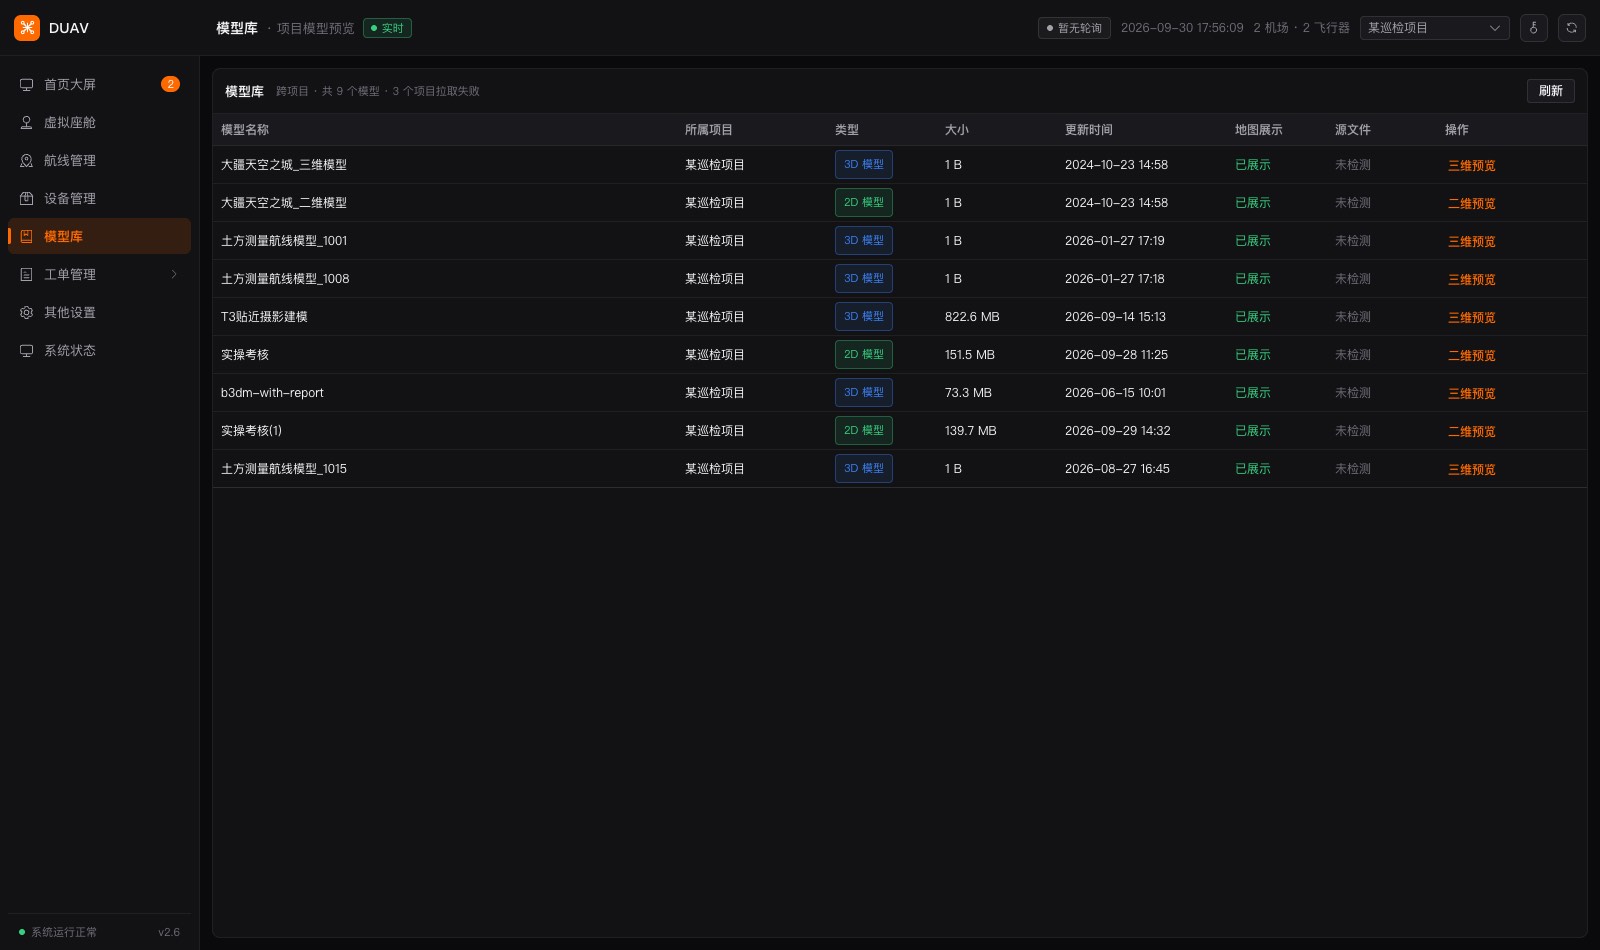 DUAV
模型库 · 项目模型预览 实时
暂无轮询 2026-09-30 17:56:09 2 机场 · 2 飞行器 某巡检项目
首页大屏 2
虚拟座舱
航线管理
设备管理
模型库
工单管理
其他设置
系统状态
模型库 跨项目 · 共 9 个模型 · 3 个项目拉取失败 刷新
模型名称 所属项目 类型 大小 更新时间 地图展示 源文件 操作
大疆天空之城_三维模型 某巡检项目 3D 模型 1 B 2024-10-23 14:58 已展示 未检测 三维预览
大疆天空之城_二维模型 某巡检项目 2D 模型 1 B 2024-10-23 14:58 已展示 未检测 二维预览
土方测量航线模型_1001 某巡检项目 3D 模型 1 B 2026-01-27 17:19 已展示 未检测 三维预览
土方测量航线模型_1008 某巡检项目 3D 模型 1 B 2026-01-27 17:18 已展示 未检测 三维预览
T3贴近摄影建模 某巡检项目 3D 模型 822.6 MB 2026-09-14 15:13 已展示 未检测 三维预览
实操考核 某巡检项目 2D 模型 151.5 MB 2026-09-28 11:25 已展示 未检测 二维预览
b3dm-with-report 某巡检项目 3D 模型 73.3 MB 2026-06-15 10:01 已展示 未检测 三维预览
实操考核(1) 某巡检项目 2D 模型 139.7 MB 2026-09-29 14:32 已展示 未检测 二维预览
土方测量航线模型_1015 某巡检项目 3D 模型 1 B 2026-08-27 16:45 已展示 未检测 三维预览
系统运行正常 v2.6